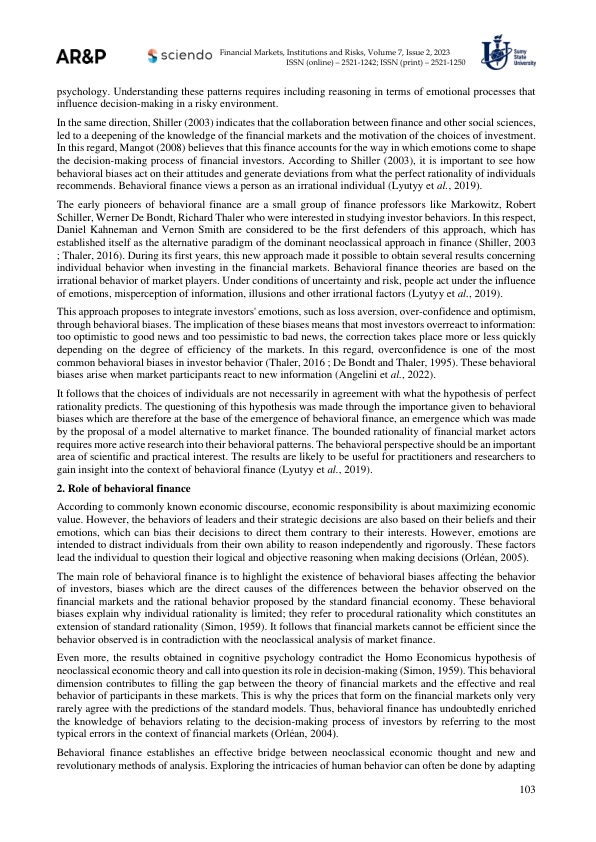 AR&P
sciendo
Financial Markets, Institutions and Risks, Volume 7, Issue 2, 2023
ISSN (online) – 2521-1242; ISSN (print) – 2521-1250
Sumy
State
University
psychology. Understanding these patterns requires including reasoning in terms of emotional processes that
influence decision-making in a risky environment.
In the same direction, Shiller (2003) indicates that the collaboration between finance and other social sciences,
led to a deepening of the knowledge of the financial markets and the motivation of the choices of investment.
In this regard, Mangot (2008) believes that this finance accounts for the way in which emotions come to shape
the decision-making process of financial investors. According to Shiller (2003), it is important to see how
behavioral biases act on their attitudes and generate deviations from what the perfect rationality of individuals
recommends. Behavioral finance views a person as an irrational individual (Lyutyy et al., 2019).
The early pioneers of behavioral finance are a small group of finance professors like Markowitz, Robert
Schiller, Werner De Bondt, Richard Thaler who were interested in studying investor behaviors. In this respect,
Daniel Kahneman and Vernon Smith are considered to be the first defenders of this approach, which has
established itself as the alternative paradigm of the dominant neoclassical approach in finance (Shiller, 2003
; Thaler, 2016). During its first years, this new approach made it possible to obtain several results concerning
individual behavior when investing in the financial markets. Behavioral finance theories are based on the
irrational behavior of market players. Under conditions of uncertainty and risk, people act under the influence
of emotions, misperception of information, illusions and other irrational factors (Lyutyy et al., 2019).
This approach proposes to integrate investors' emotions, such as loss aversion, over-confidence and optimism,
through behavioral biases. The implication of these biases means that most investors overreact to information:
too optimistic to good news and too pessimistic to bad news, the correction takes place more or less quickly
depending on the degree of efficiency of the markets. In this regard, overconfidence is one of the most
common behavioral biases in investor behavior (Thaler, 2016 ; De Bondt and Thaler, 1995). These behavioral
biases arise when market participants react to new information (Angelini et al., 2022).
It follows that the choices of individuals are not necessarily in agreement with what the hypothesis of perfect
rationality predicts. The questioning of this hypothesis was made through the importance given to behavioral
biases which are therefore at the base of the emergence of behavioral finance, an emergence which was made
by the proposal of a model alternative to market finance. The bounded rationality of financial market actors
requires more active research into their behavioral patterns. The behavioral perspective should be an important
area of scientific and practical interest. The results are likely to be useful for practitioners and researchers to
gain insight into the context of behavioral finance (Lyutyy et al., 2019).
2. Role of behavioral finance
According to commonly known economic discourse, economic responsibility is about maximizing economic
value. However, the behaviors of leaders and their strategic decisions are also based on their beliefs and their
emotions, which can bias their decisions to direct them contrary to their interests. However, emotions are
intended to distract individuals from their own ability to reason independently and rigorously. These factors
lead the individual to question their logical and objective reasoning when making decisions (Orléan, 2005).
The main role of behavioral finance is to highlight the existence of behavioral biases affecting the behavior
of investors, biases which are the direct causes of the differences between the behavior observed on the
financial markets and the rational behavior proposed by the standard financial economy. These behavioral
biases explain why individual rationality is limited; they refer to procedural rationality which constitutes an
extension of standard rationality (Simon, 1959). It follows that financial markets cannot be efficient since the
behavior observed is in contradiction with the neoclassical analysis of market finance.
Even more, the results obtained in cognitive psychology contradict the Homo Economicus hypothesis of
neoclassical economic theory and call into question its role in decision-making (Simon, 1959). This behavioral
dimension contributes to filling the gap between the theory of financial markets and the effective and real
behavior of participants in these markets. This is why the prices that form on the financial markets only very
rarely agree with the predictions of the standard models. Thus, behavioral finance has undoubtedly enriched
the knowledge of behaviors relating to the decision-making process of investors by referring to the most
typical errors in the context of financial markets (Orléan, 2004).
Behavioral finance establishes an effective bridge between neoclassical economic thought and new and
revolutionary methods of analysis. Exploring the intricacies of human behavior can often be done by adapting
103